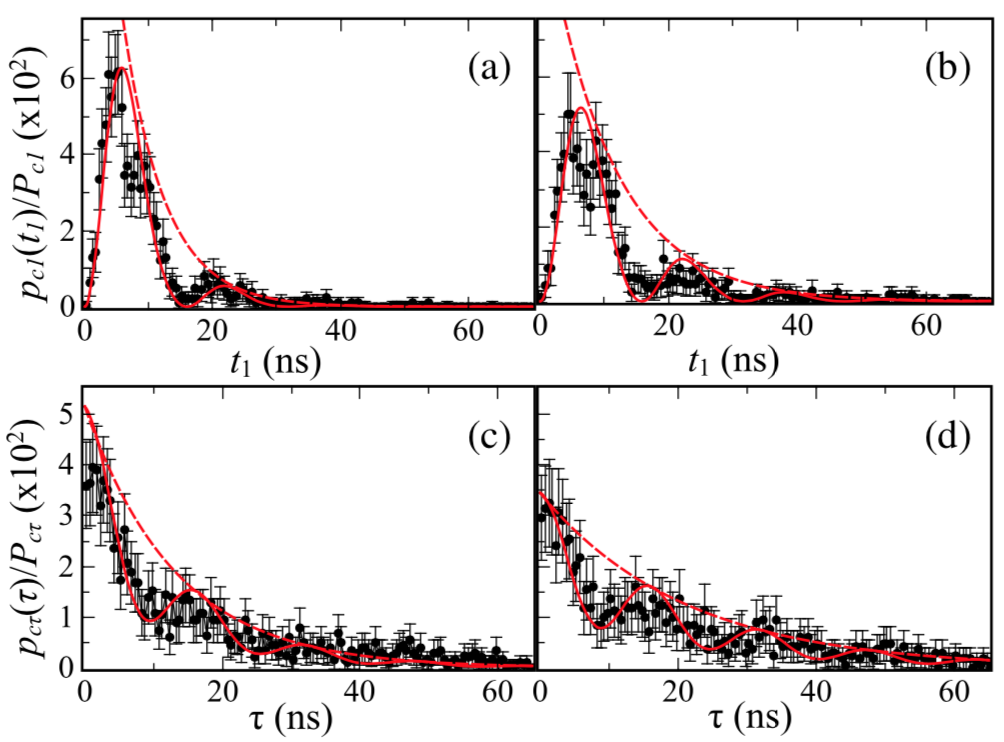 (a) (b)
p_{c1}(t_1)/P_{c1} (x10^2)
6
4
2
0
0 20 40 60 0 20 40 60
t_1 (ns) t_1 (ns)
(c) (d)
p_{cτ}(τ)/P_{cτ} (x10^2)
5
4
3
2
1
0
0 20 40 60 0 20 40 60
τ (ns) τ (ns)